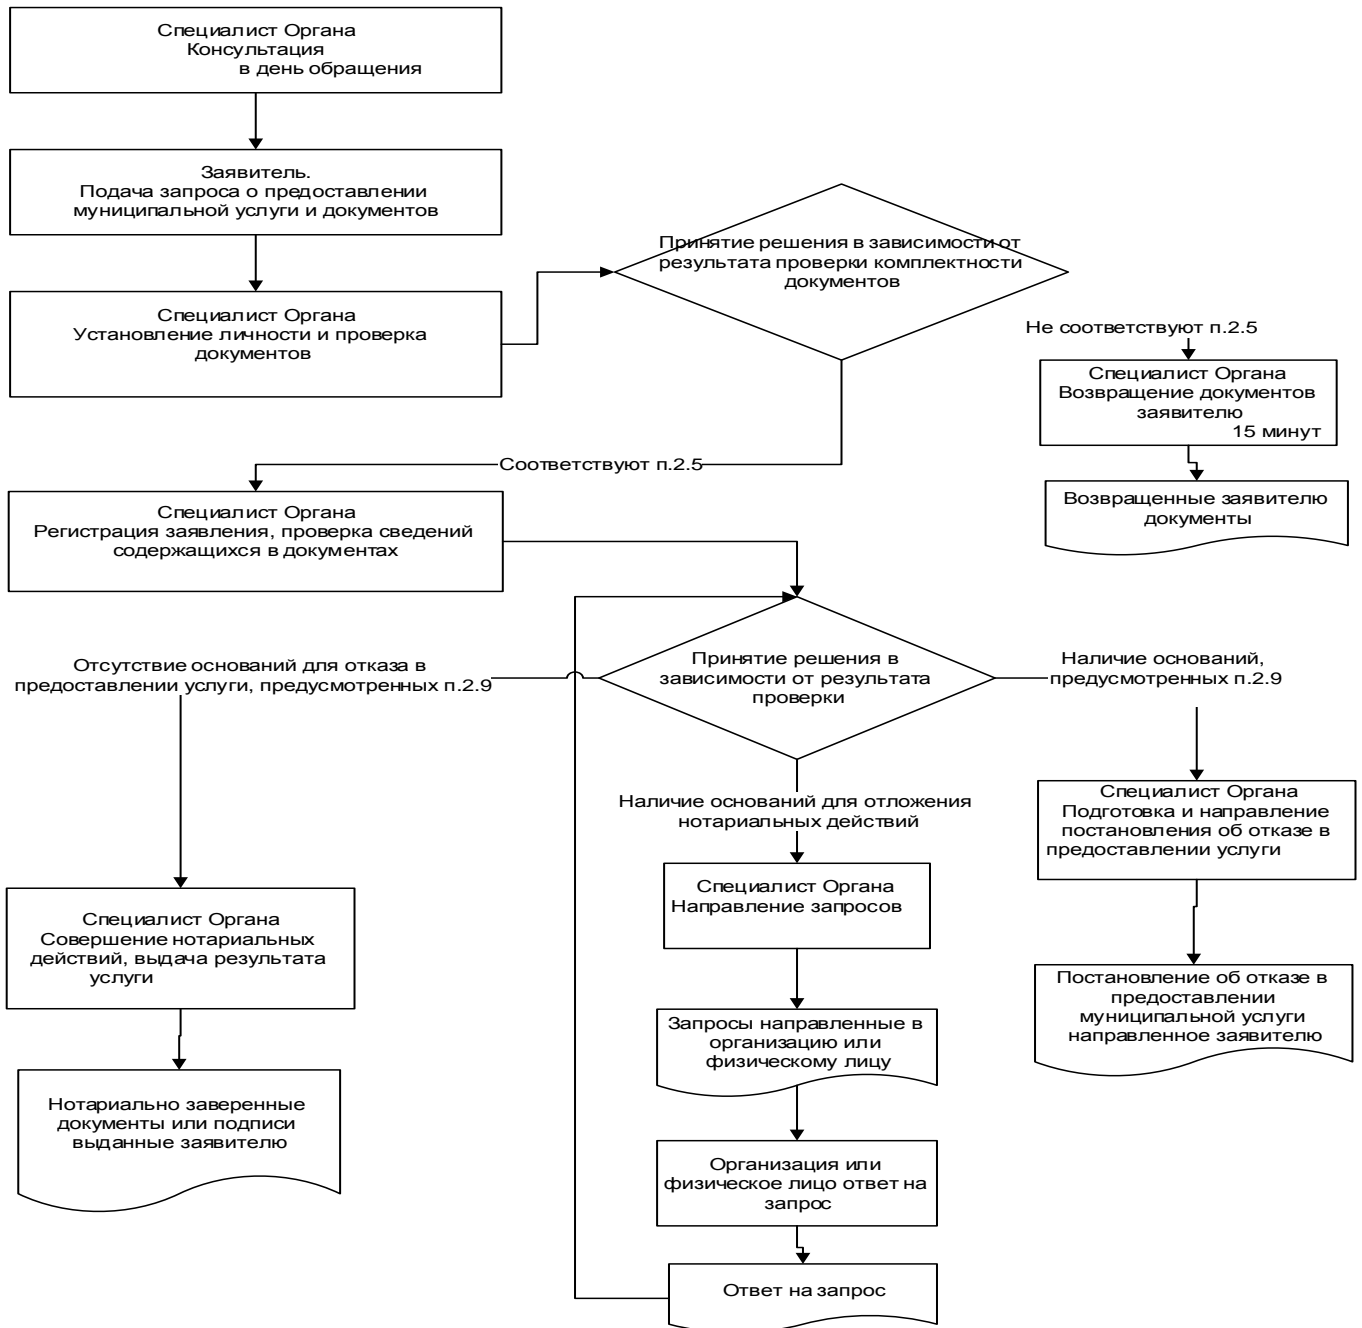 Специалист Органа
Консультация
в день обращения
Заявитель.
Подача запроса о предоставлении
муниципальной услуги и документов
Специалист Органа
Установление личности и проверка
документов
Принятие решения в зависимости от
результата проверки комплектности
документов
Не соответствуют п.2.5
Специалист Органа
Возвращение документов
заявителю
15 минут
Возвращенные заявителю
документы
Соответствуют п.2.5
Специалист Органа
Регистрация заявления, проверка сведений
содержащихся в документах
Принятие решения в
зависимости от результата
проверки
Отсутствие оснований для отказа в
предоставлении услуги, предусмотренных п.2.9
Наличие оснований,
предусмотренных п.2.9
Наличие оснований для отложения
нотариальных действий
Специалист Органа
Подготовка и направление
постановления об отказе в
предоставлении услуги
Специалист Органа
Направление запросов
Специалист Органа
Совершение нотариальных
действий, выдача результата
услуги
Постановление об отказе в
предоставлении
муниципальной услуги
направленное заявителю
Запросы направленные в
организацию или
физическому лицу
Нотариально заверенные
документы или подписи
выданные заявителю
Организация или
физическое лицо ответ на
запрос
Ответ на запрос